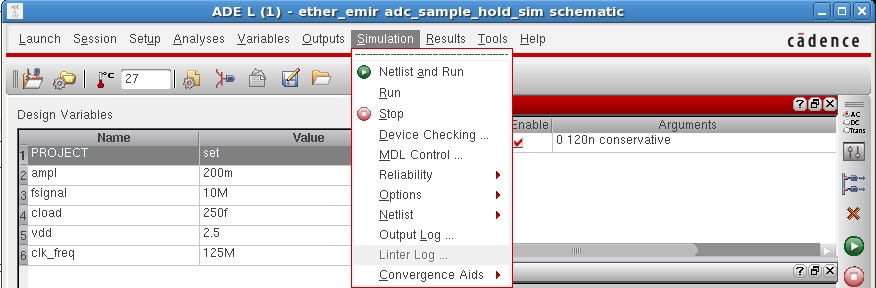 ADE L (1) - ether_emir adc_sample_hold_sim schematic
Launch Session Setup Analyses Variables Outputs Simulation Results Tools Help
cādence
°C 27
Netlist and Run
Run
Stop
Device Checking ...
MDL Control ...
Reliability
Options
Netlist
Output Log ...
Linter Log ...
Convergence Aids
Design Variables
Name Value
1 PROJECT set
2 ampl 200m
3 fsignal 10M
4 cload 250f
5 vdd 2.5
6 clk_freq 125M
Enable Arguments
0 120n conservative
AC
DC
Trans